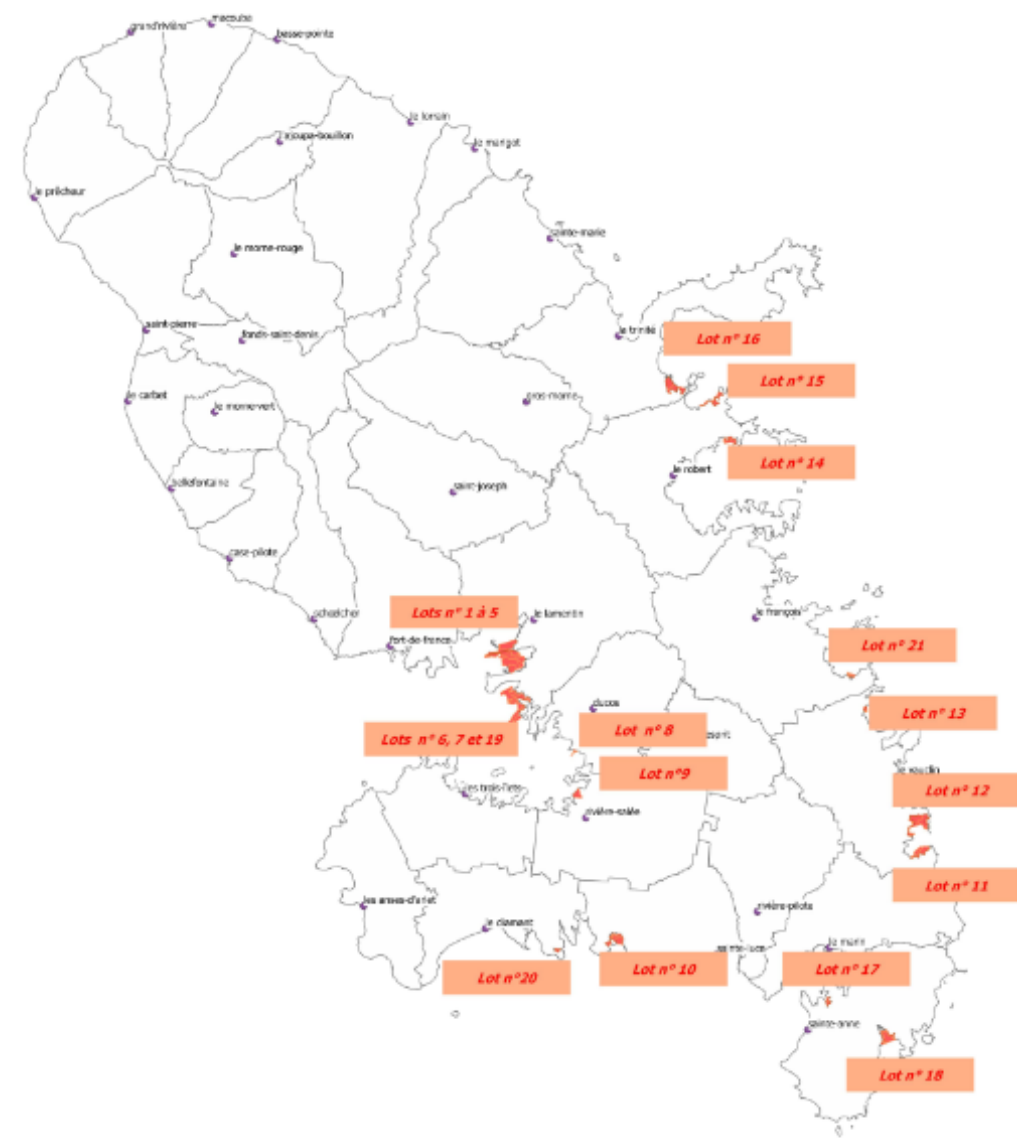 grand'rivière
macouba
basse-pointe
le lorrain
ajoupa-bouillon
le marigot
le prêcheur
sainte-marie
le morne-rouge
saint-pierre
fonds-saint-denis
le trinité
Lot n° 16
Lot n° 15
le carbet
le morne-vert
gros-morne
Lot n° 14
le robert
bellefontaine
saint-joseph
case-pilote
Lots n° 1 à 5
schoelcher
le lamentin
le françois
fort-de-france
Lot n° 21
ducos
Lot n° 13
Lot n° 8
Lots n° 6, 7 et 19
le vauclin
Lot n°9
les trois-îlets
Lot n° 12
rivière-salée
Lot n° 11
les anses-d'arlet
rivière-pilote
le diamant
sainte-luce
le marin
Lot n°20
Lot n° 10
Lot n° 17
sainte-anne
Lot n° 18